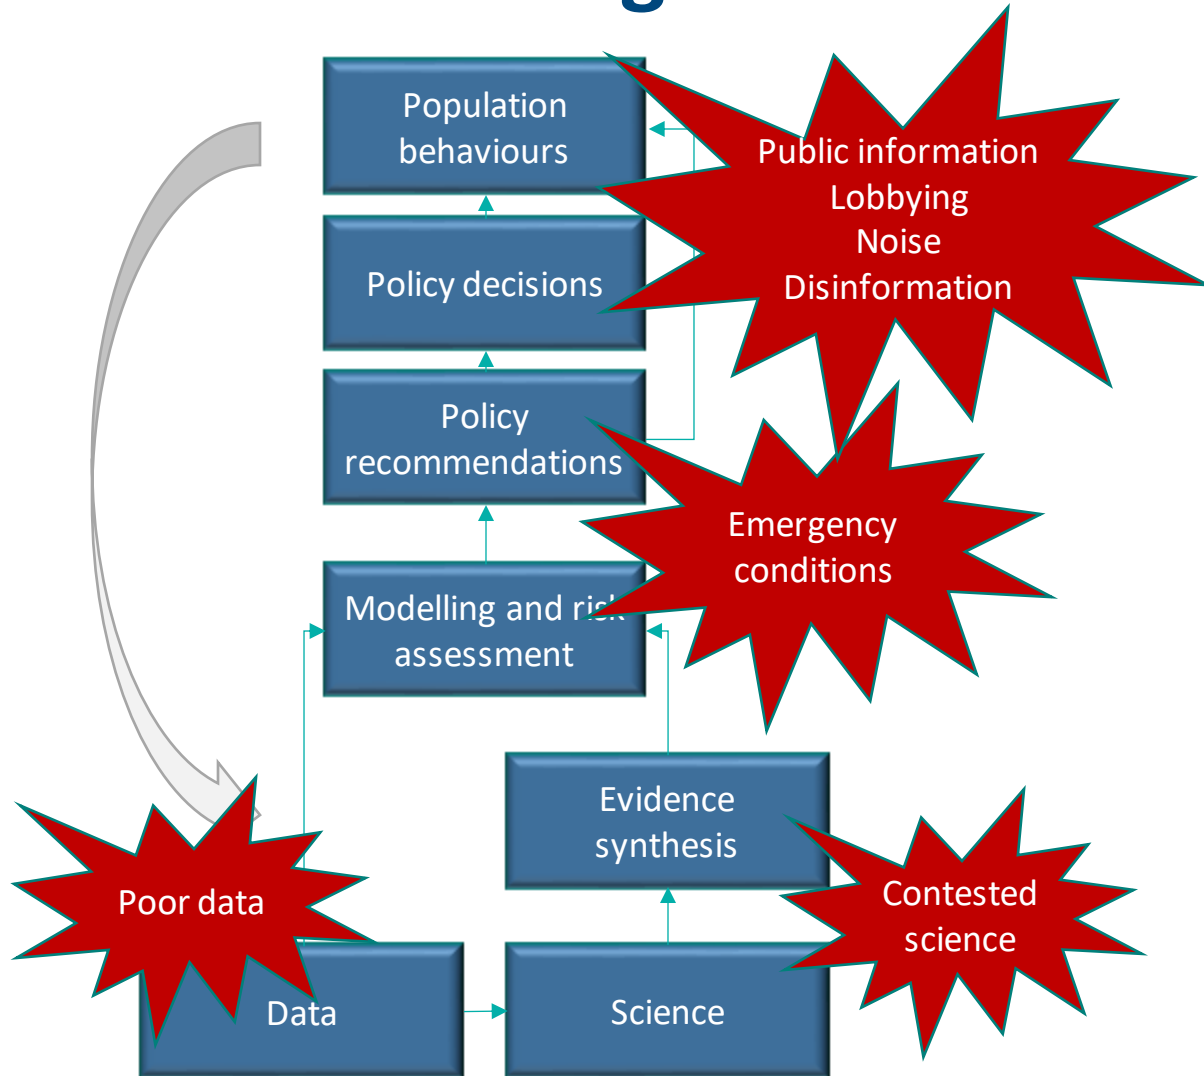 Population
behaviours
Public information
Lobbying
Noise
Disinformation
Policy decisions
Policy
recommendations
Emergency
conditions
Modelling and risk
assessment
Evidence
synthesis
Poor data
Contested
science
Data
Science